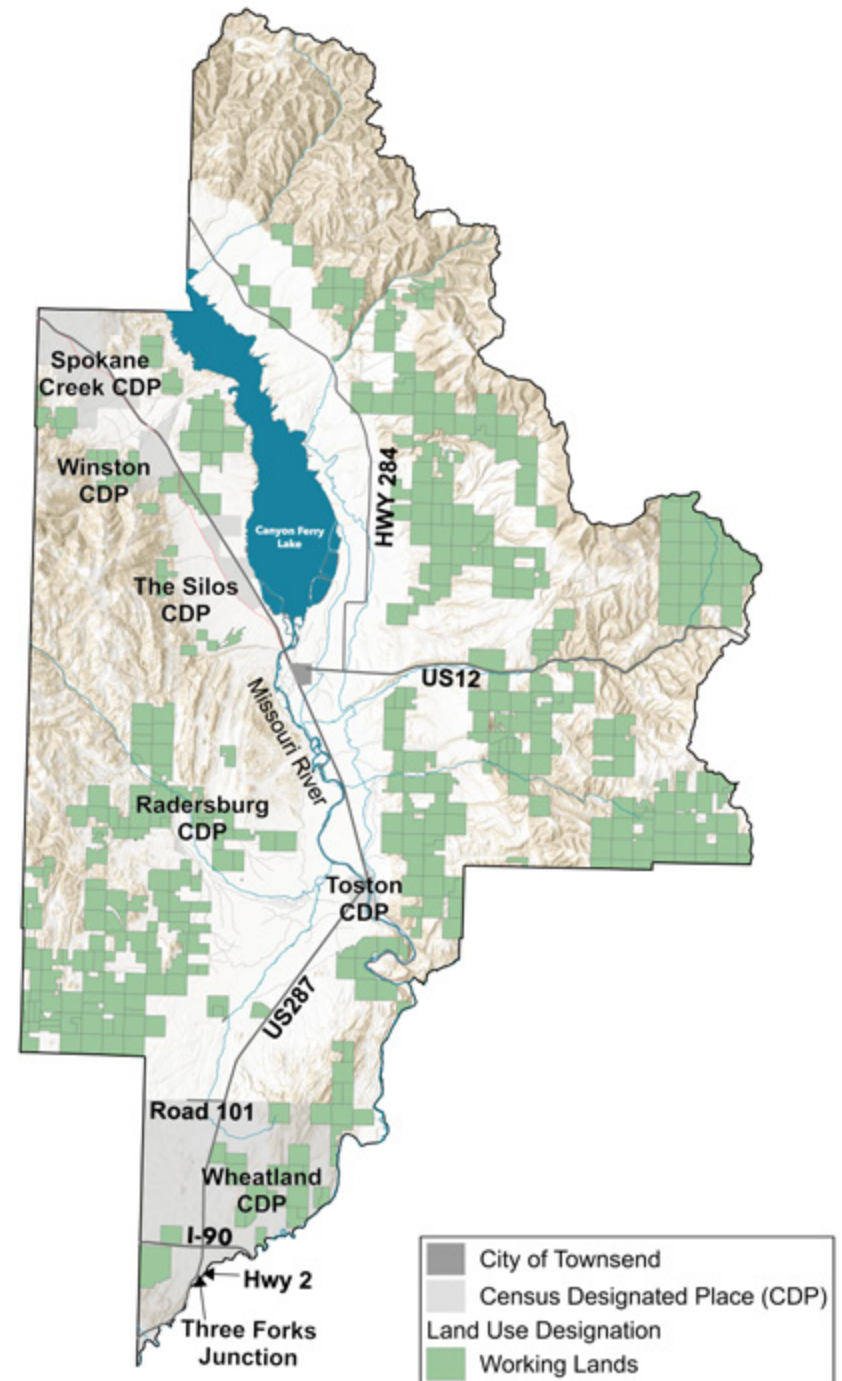 Spokane
Creek CDP
Winston
CDP
HWY 284
Canyon Ferry
Lake
The Silos
CDP
US12
Missouri River
Radersburg
CDP
Toston
CDP
US287
Road 101
Wheatland
CDP
I-90
Hwy 2
Three Forks
Junction
City of Townsend
Census Designated Place (CDP)
Land Use Designation
Working Lands